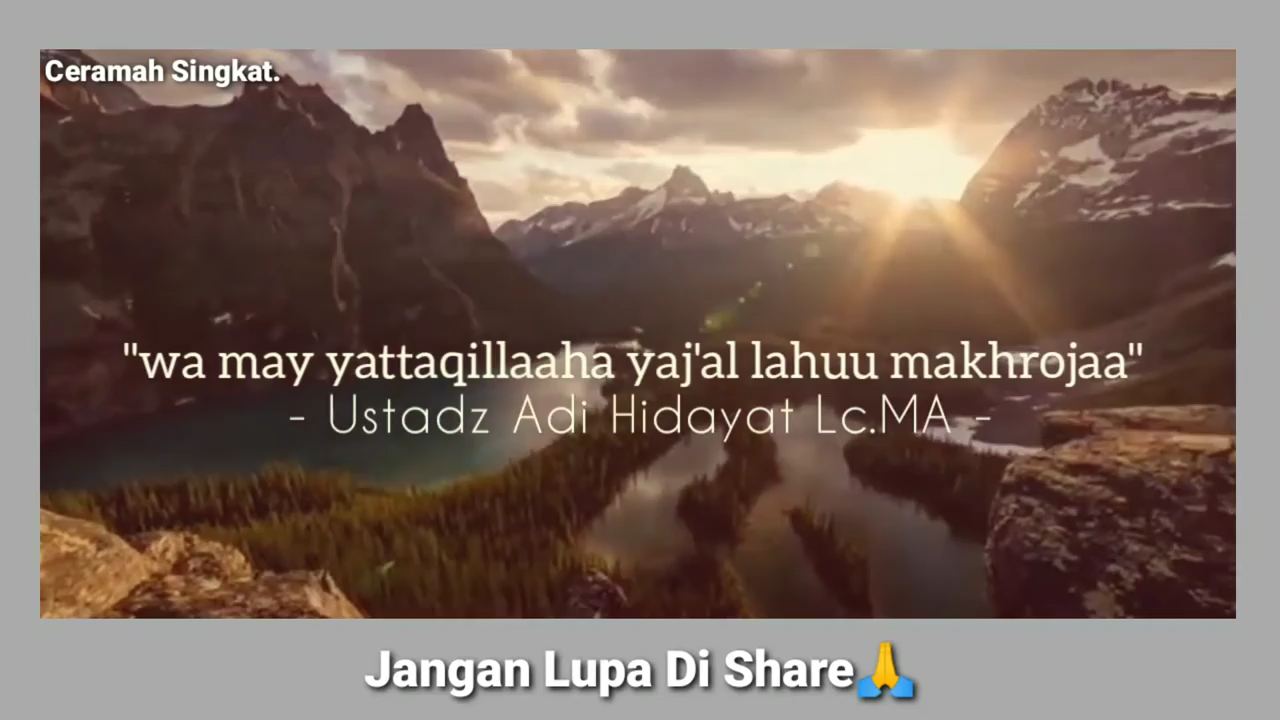 Ceramah Singkat.
"wa may yattaqillaaha yaj'al lahuu makhrojaa"
- Ustadz Adi Hidayat Lc.MA -
Jangan Lupa Di Share🙏